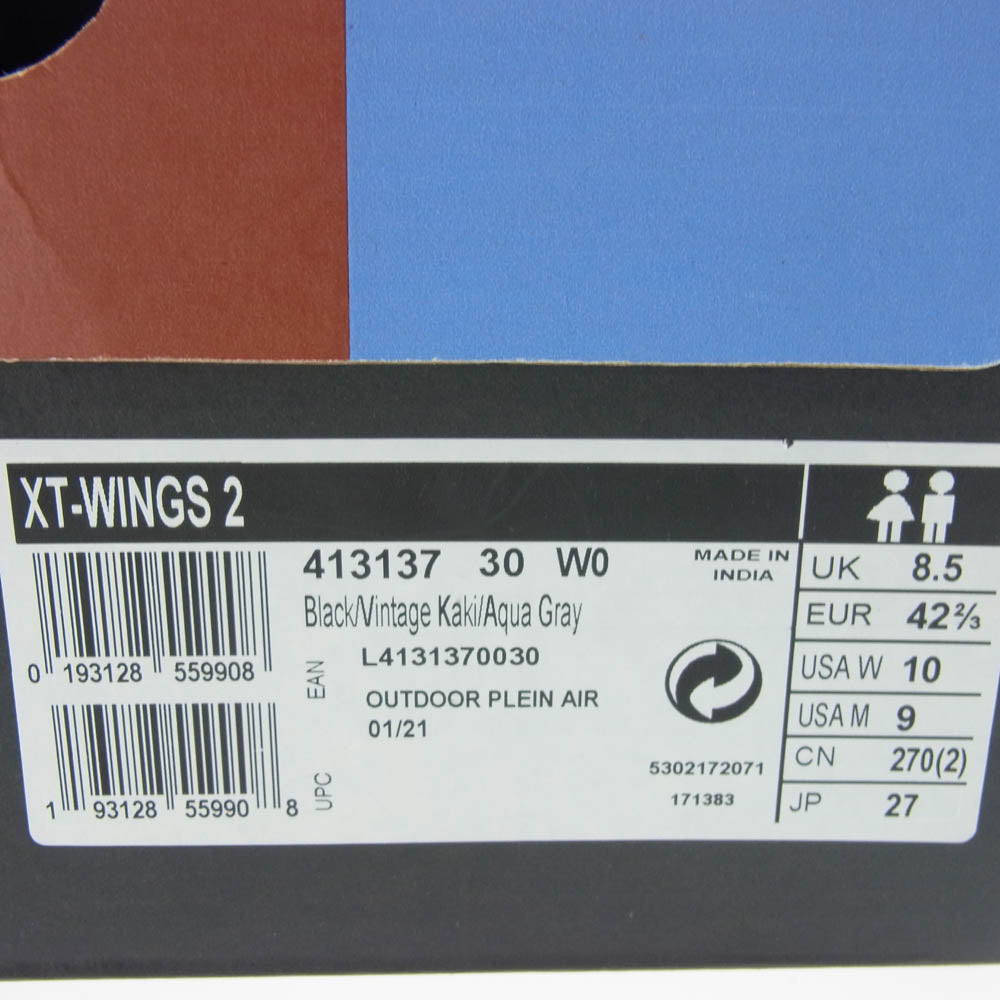 XT-WINGS 2
413137 30 W0
Black/Vintage Kaki/Aqua Gray
L4131370030
OUTDOOR PLEIN AIR
01/21
0 193128 559908
EAN
1 93128 55990 8
UPC
MADE IN
INDIA
5302172071
171383
UK 8.5
EUR 42⅔
USA W 10
USA M 9
CN 270(2)
JP 27